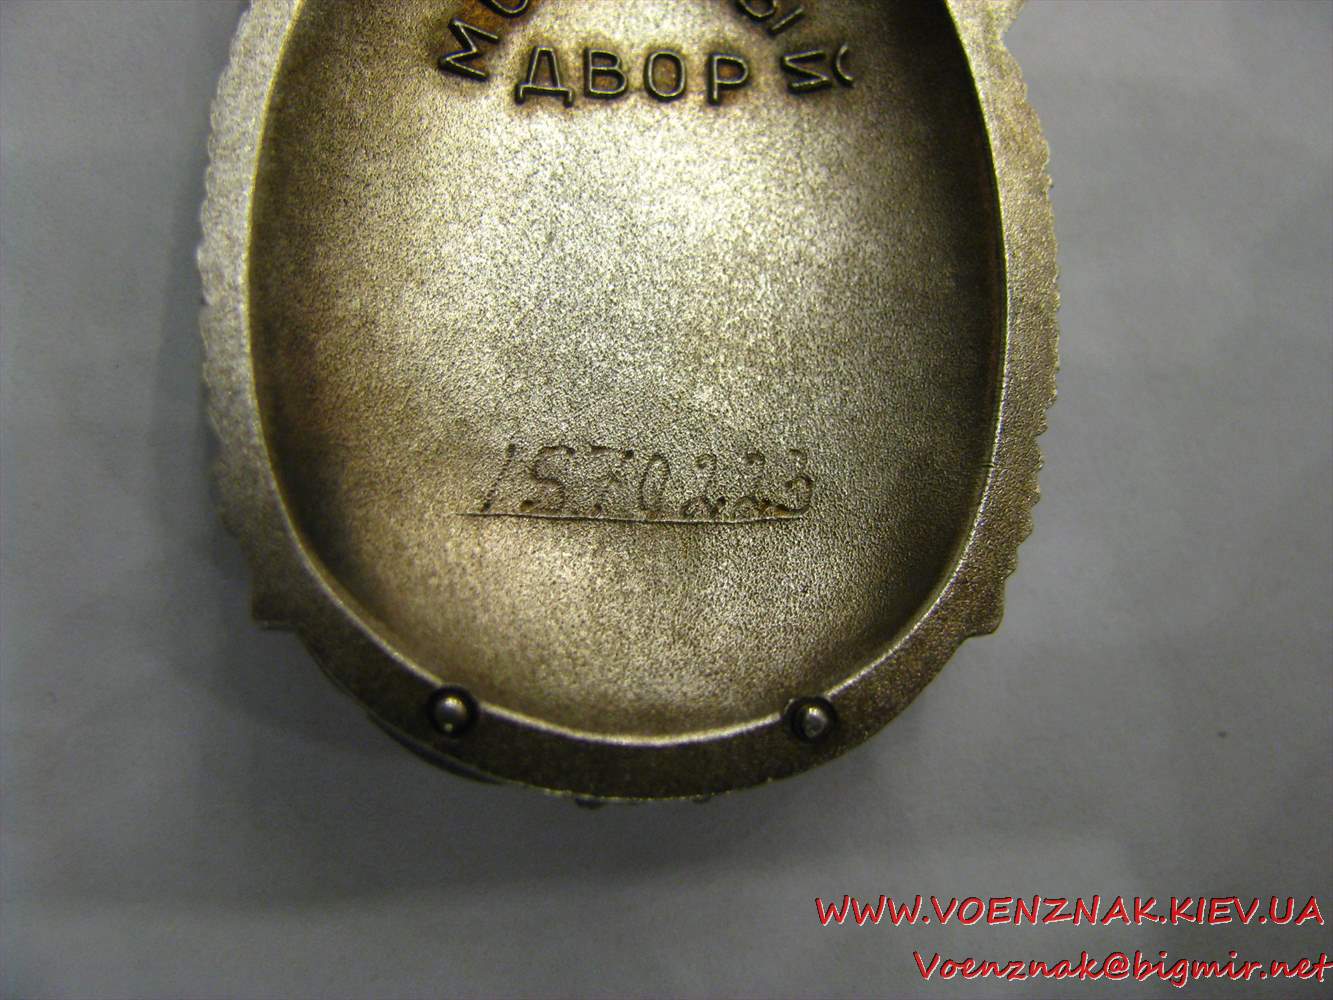 ДВОР
1570223
WWW.VOENZNAK.KIEV.UA
Voenznak@bigmir.net